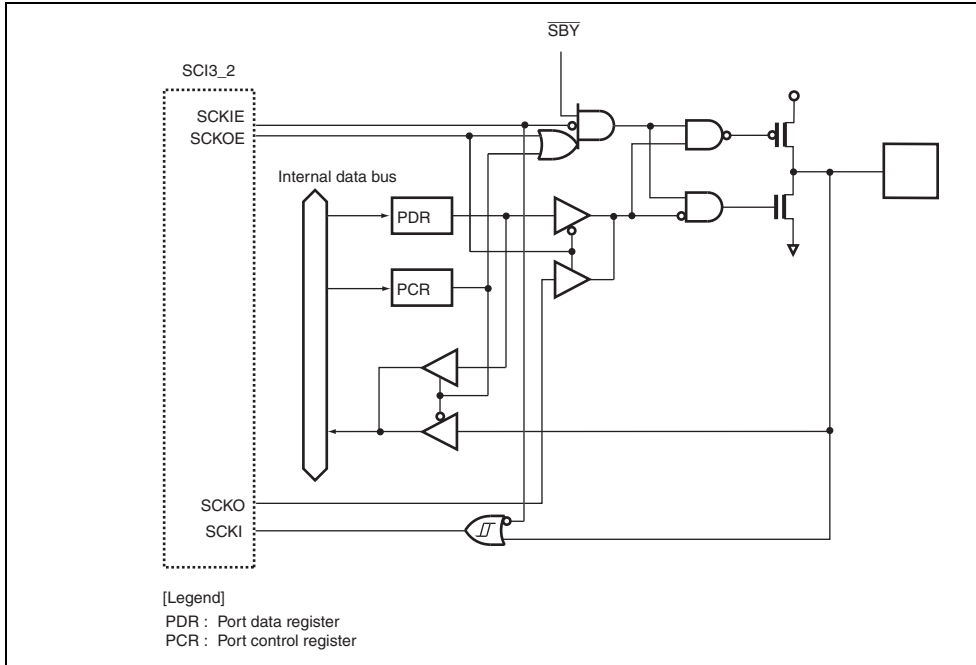 S̅B̅Y̅
SCI3_2
SCKIE
SCKOE
Internal data bus
PDR
PCR
SCKO
SCKI
[Legend]
PDR : Port data register
PCR : Port control register